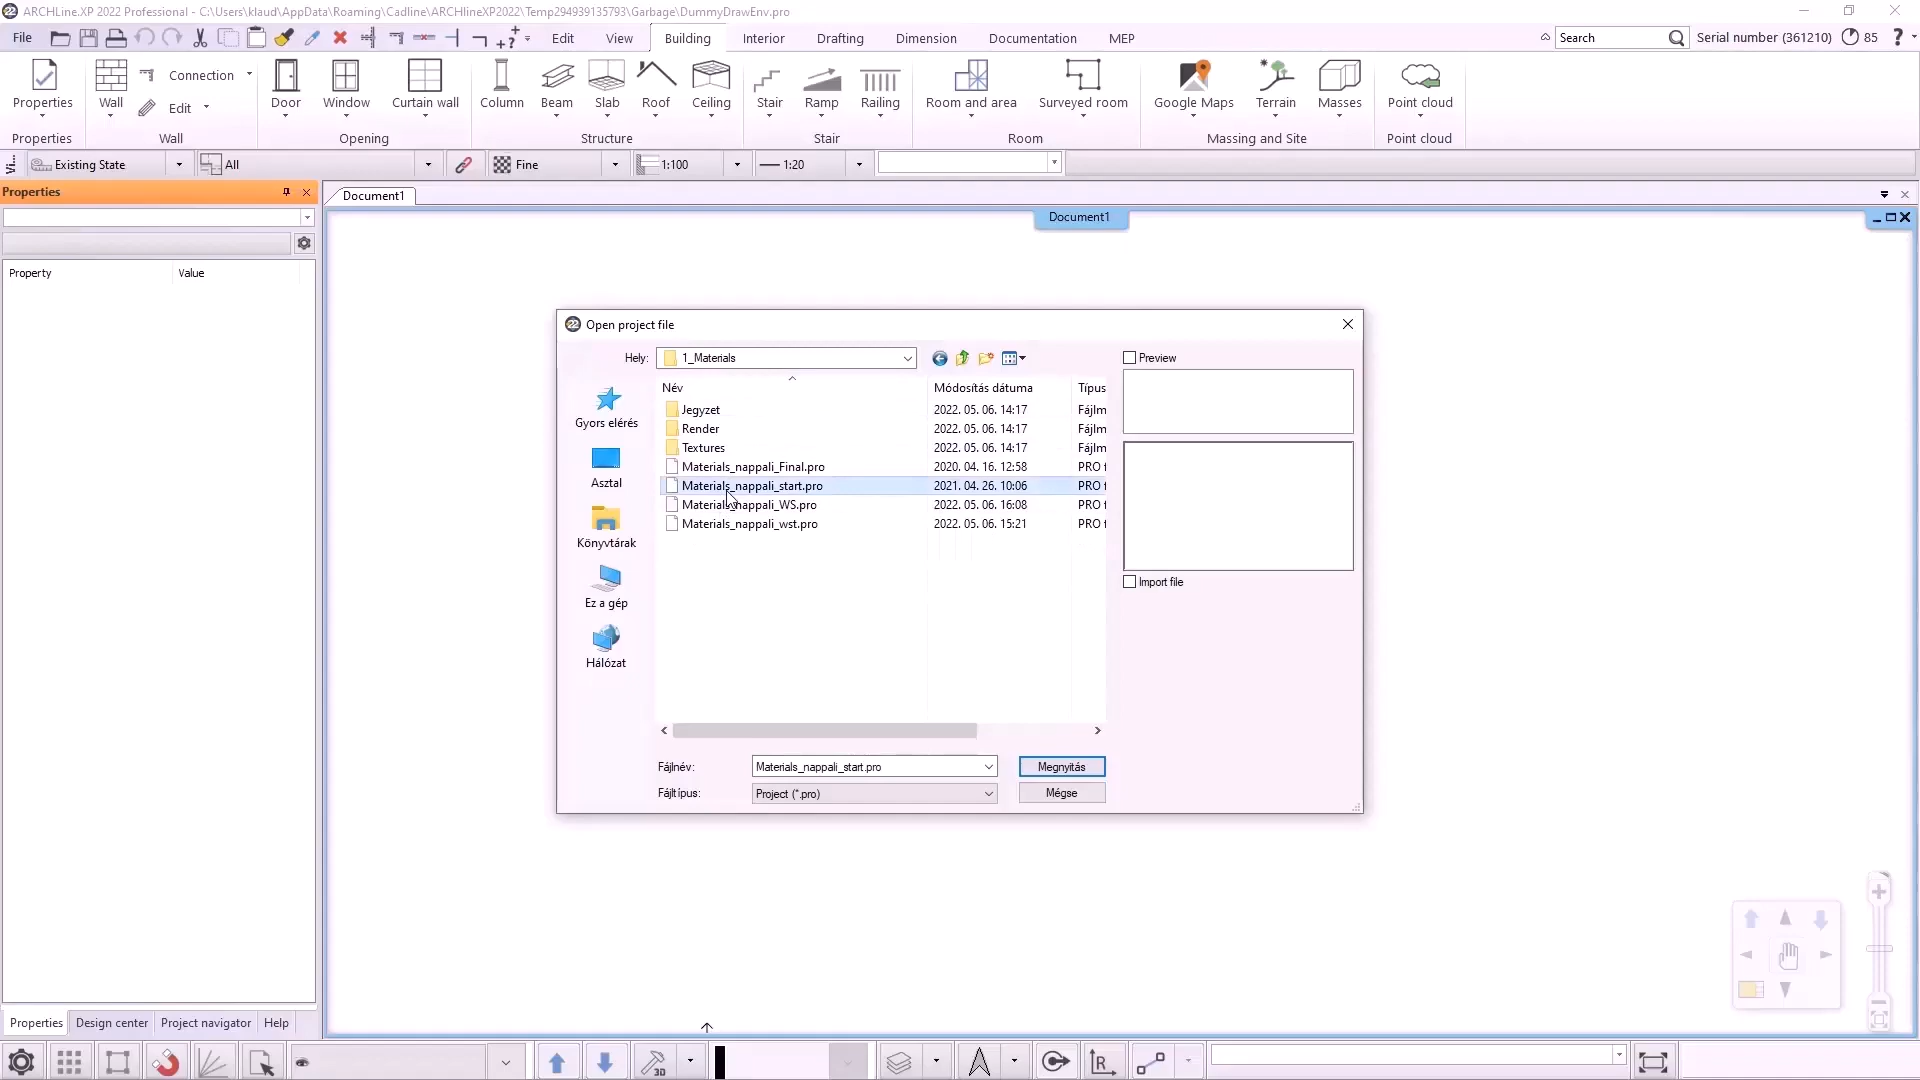 ARCHLine.XP 2022 Professional - C:\Users\klaud\AppData\Roaming\Cadline\ARCHlineXP2022\Temp294939135793\Garbage\DummyDrawEnv.pro
File Edit View Building Interior Drafting Dimension Documentation MEP Search Serial number (361210) 85 ?
Properties Wall Connection Edit Door Window Curtain wall Column Beam Slab Roof Ceiling Stair Ramp Railing Room and area Surveyed room Google Maps Terrain Masses Point cloud
Properties Wall Opening Structure Stair Room Massing and Site Point cloud
Existing State All Fine 1:100 1:20
Properties
Document1
Document1
Property Value
Open project file
Hely: 1_Materials
Preview
Név Módosítás dátuma Típus
Jegyzet 2022. 05. 06. 14:17 Fájlm
Render 2022. 05. 06. 14:17 Fájlm
Textures 2022. 05. 06. 14:17 Fájlm
Materials_nappali_Final.pro 2020. 04. 16. 12:58 PRO f
Materials_nappali_start.pro 2021. 04. 26. 10:06 PRO f
Materials_nappali_WS.pro 2022. 05. 06. 16:08 PRO f
Materials_nappali_wst.pro 2022. 05. 06. 15:21 PRO f
Gyors elérés
Asztal
Könyvtárak
Ez a gép
Hálózat
Import file
Fájlnév: Materials_nappali_start.pro Megnyitás
Fájltípus: Project (*.pro) Mégse
Properties Design center Project navigator Help
3D
R